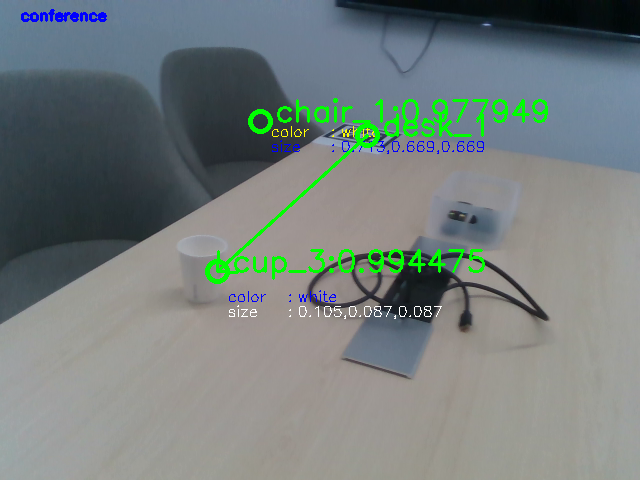 conference
chair_1:0.977949
desk_1
color : white
size : 0.713,0.669,0.669
cup_3:0.994475
color : white
size : 0.105,0.087,0.087